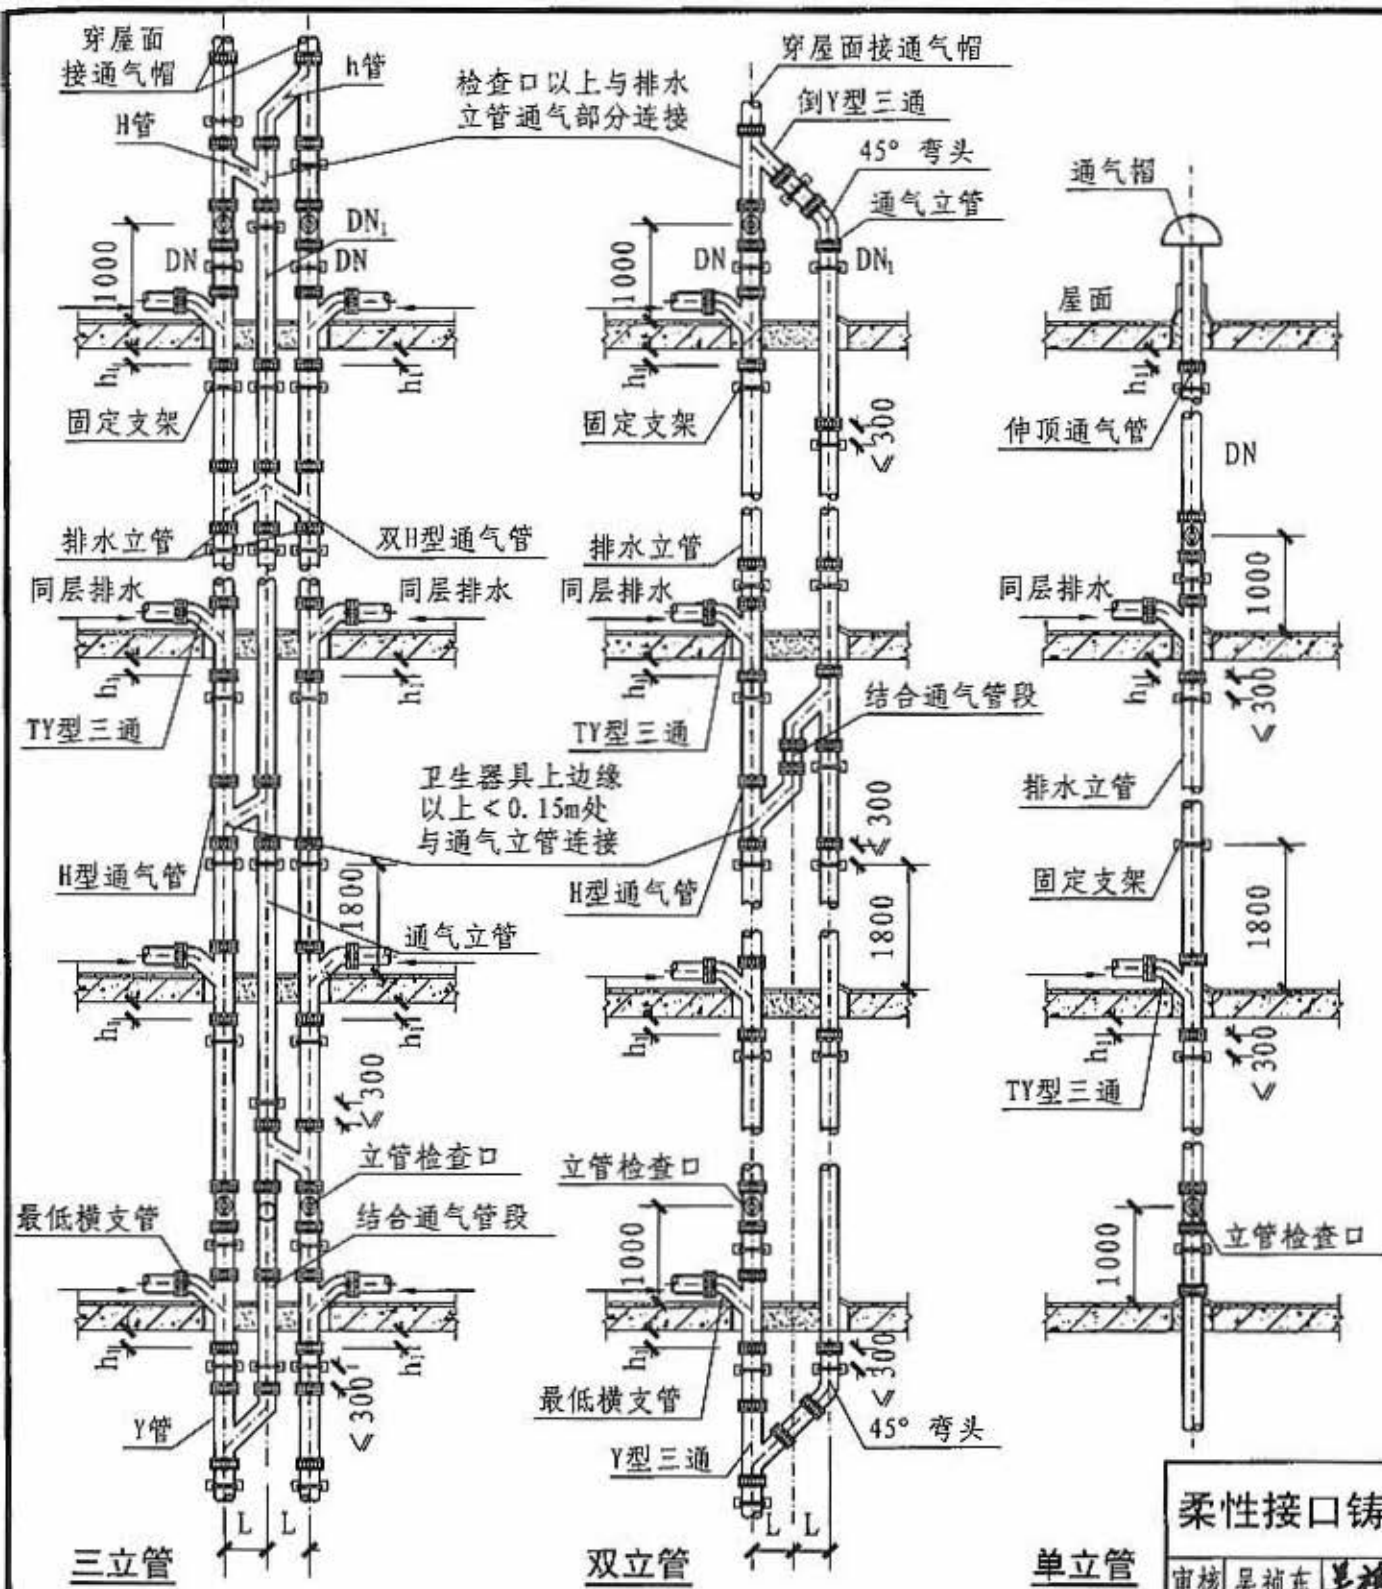 穿屋面
接通气帽
h管
H管
检查口以上与排水
立管通气部分连接
DN₁
DN
DN
1000
h₁
h₁
固定支架
排水立管
双H型通气管
同层排水
同层排水
h₁
h₁
TY型三通
卫生器具上边缘
以上<0.15m处
与通气立管连接
H型通气管
1800
通气立管
h₁
h₁
≤300
立管检查口
最低横支管
结合通气管段
h₁
h₁
≤300
Y管
L
L
三立管
穿屋面接通气帽
倒Y型三通
45° 弯头
通气立管
DN
DN₁
1000
h₁
固定支架
≤300
排水立管
同层排水
h₁
TY型三通
结合通气管段
≤300
H型通气管
1800
h₁
立管检查口
1000
h₁
≤300
最低横支管
45° 弯头
Y型三通
L
L
双立管
通气帽
屋面
h₁
伸顶通气管
DN
1000
同层排水
h₁
≤300
排水立管
固定支架
1800
h₁
≤300
TY型三通
立管检查口
1000
单立管
柔性接口铸
审核